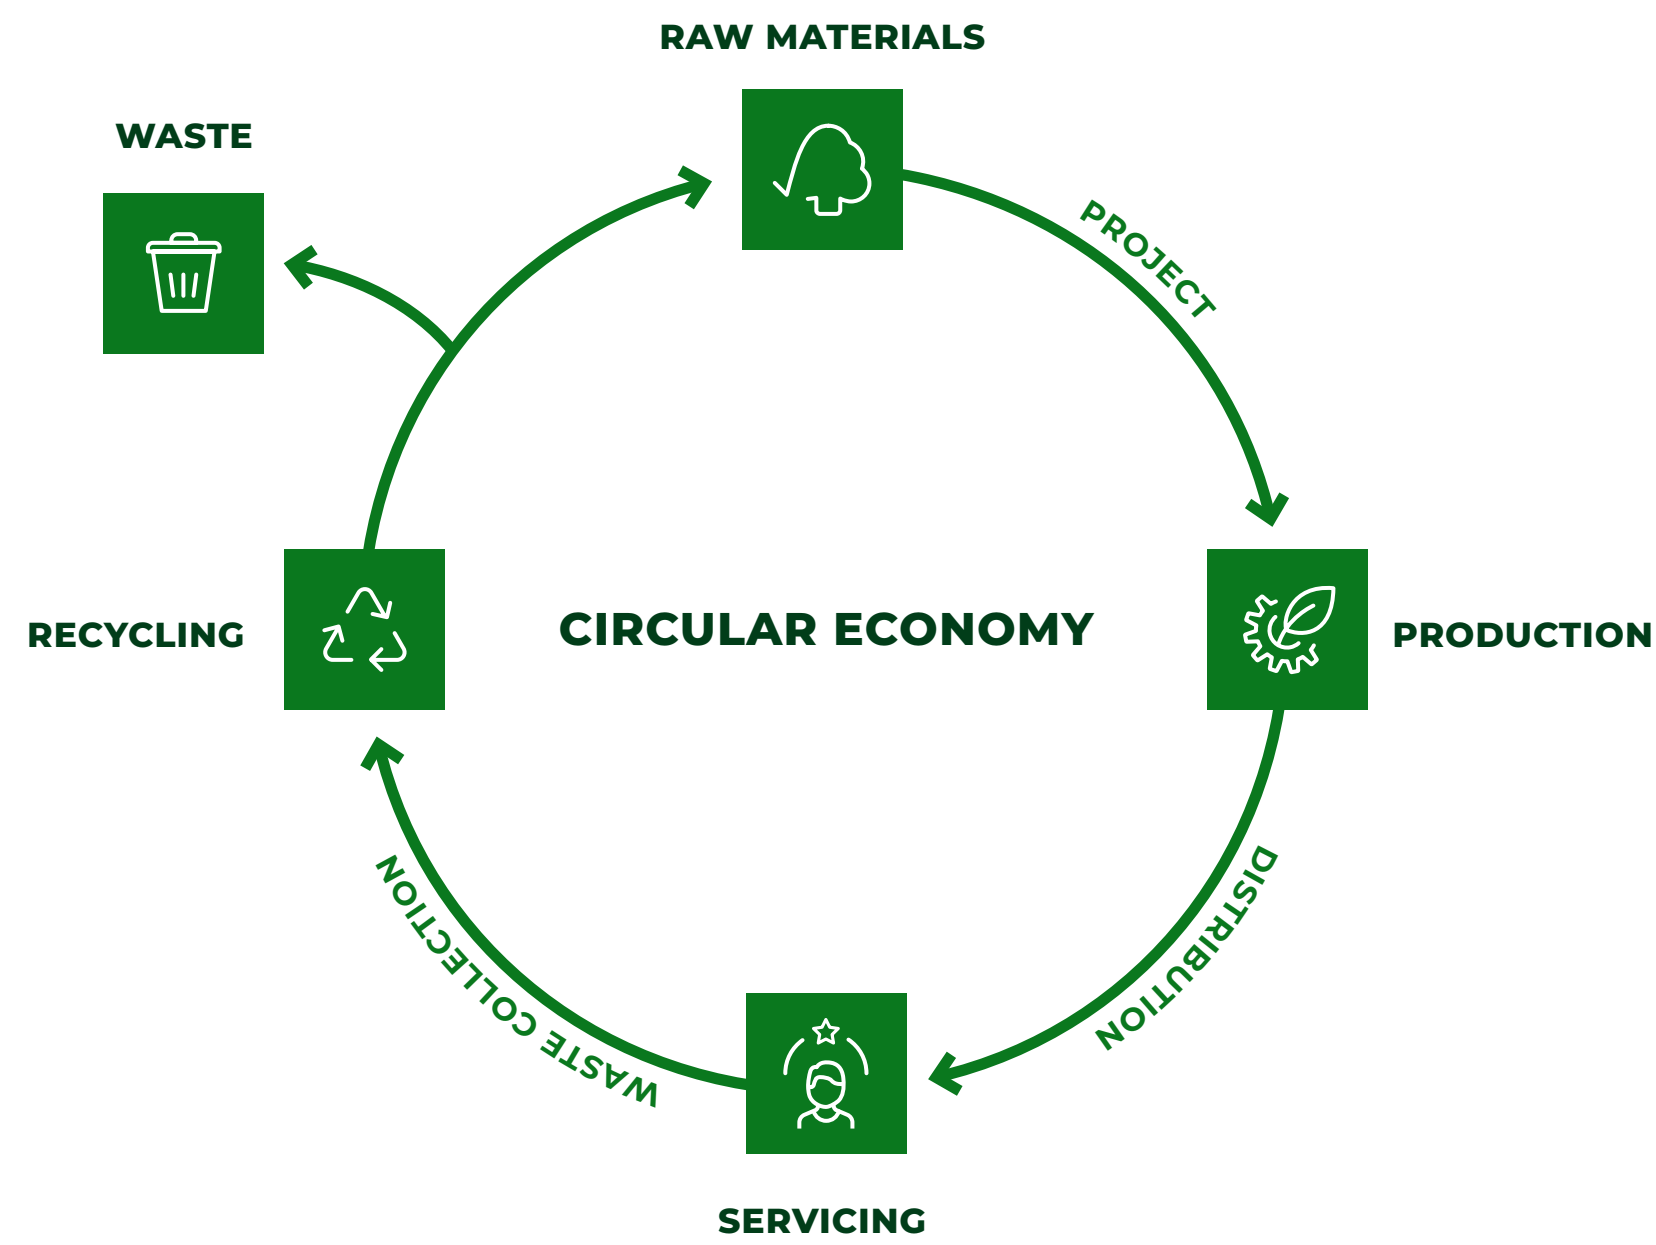 RAW MATERIALS
WASTE
PROJECT
RECYCLING
CIRCULAR ECONOMY
PRODUCTION
WASTE COLLECTION
DISTRIBUTION
SERVICING